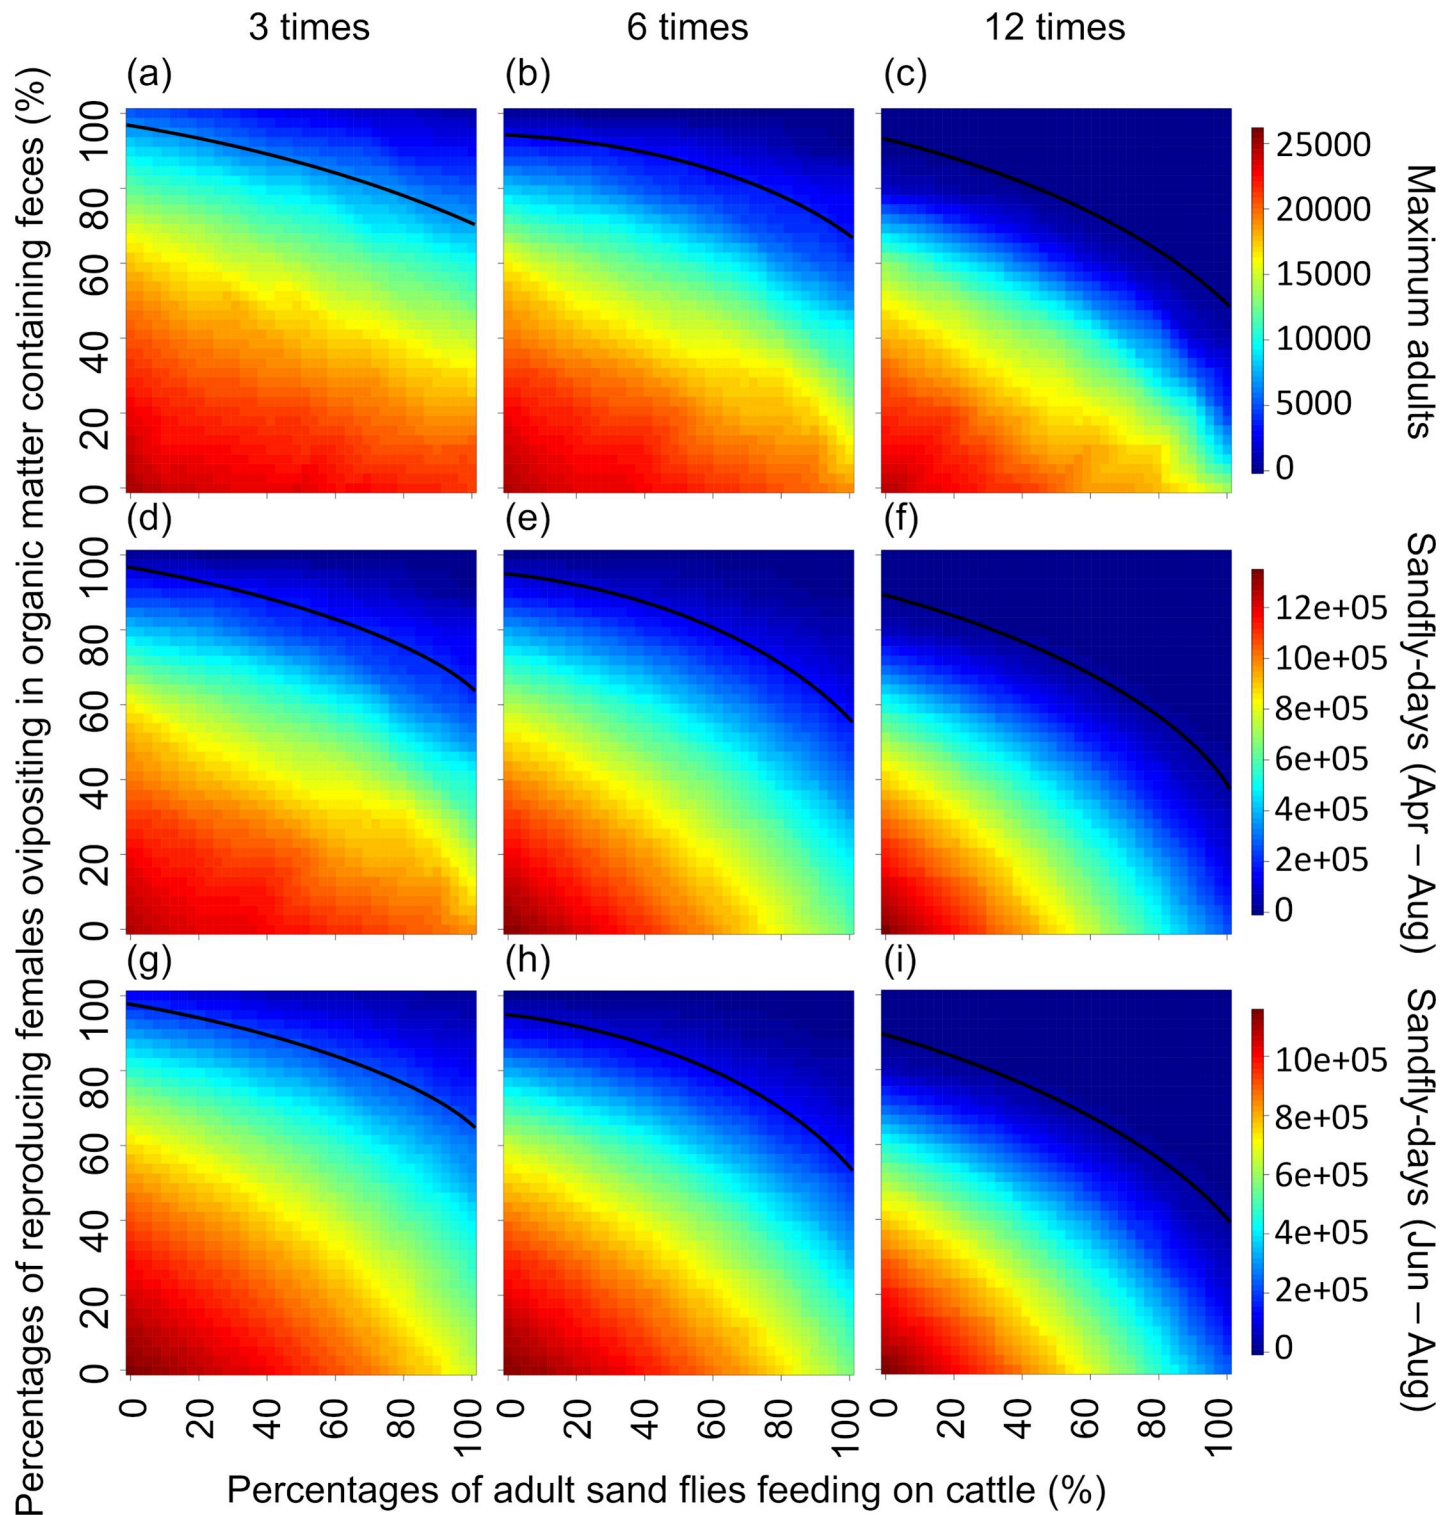 3 times 6 times 12 times
(a) (b) (c)
Percentages of reproducing females ovipositing in organic matter containing feces (%)
100
80
60
40
20
0
25000
20000
15000
10000
5000
0
Maximum adults
(d) (e) (f)
100
80
60
40
20
0
12e+05
10e+05
8e+05
6e+05
4e+05
2e+05
0
Sandfly-days (Apr – Aug)
(g) (h) (i)
100
80
60
40
20
0
10e+05
8e+05
6e+05
4e+05
2e+05
0
Sandfly-days (Jun – Aug)
0 20 40 60 80 100 0 20 40 60 80 100 0 20 40 60 80 100
Percentages of adult sand flies feeding on cattle (%)